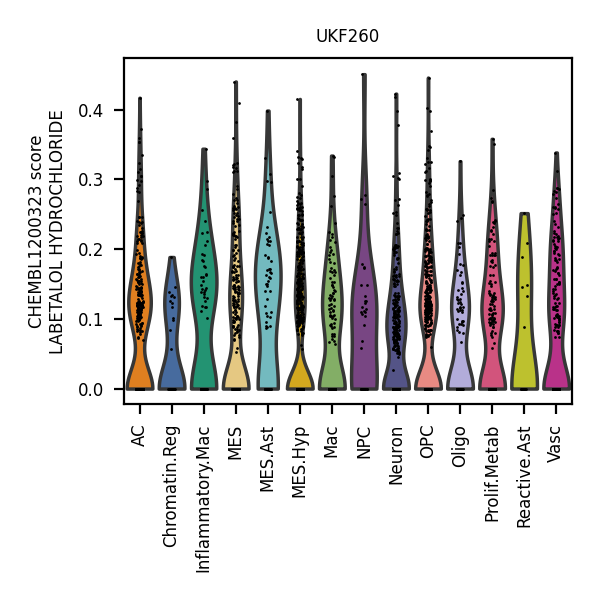 UKF260
CHEMBL1200323 score
LABETALOL HYDROCHLORIDE
0.4
0.3
0.2
0.1
0.0
AC
Chromatin.Reg
Inflammatory.Mac
MES
MES.Ast
MES.Hyp
Mac
NPC
Neuron
OPC
Oligo
Prolif.Metab
Reactive.Ast
Vasc